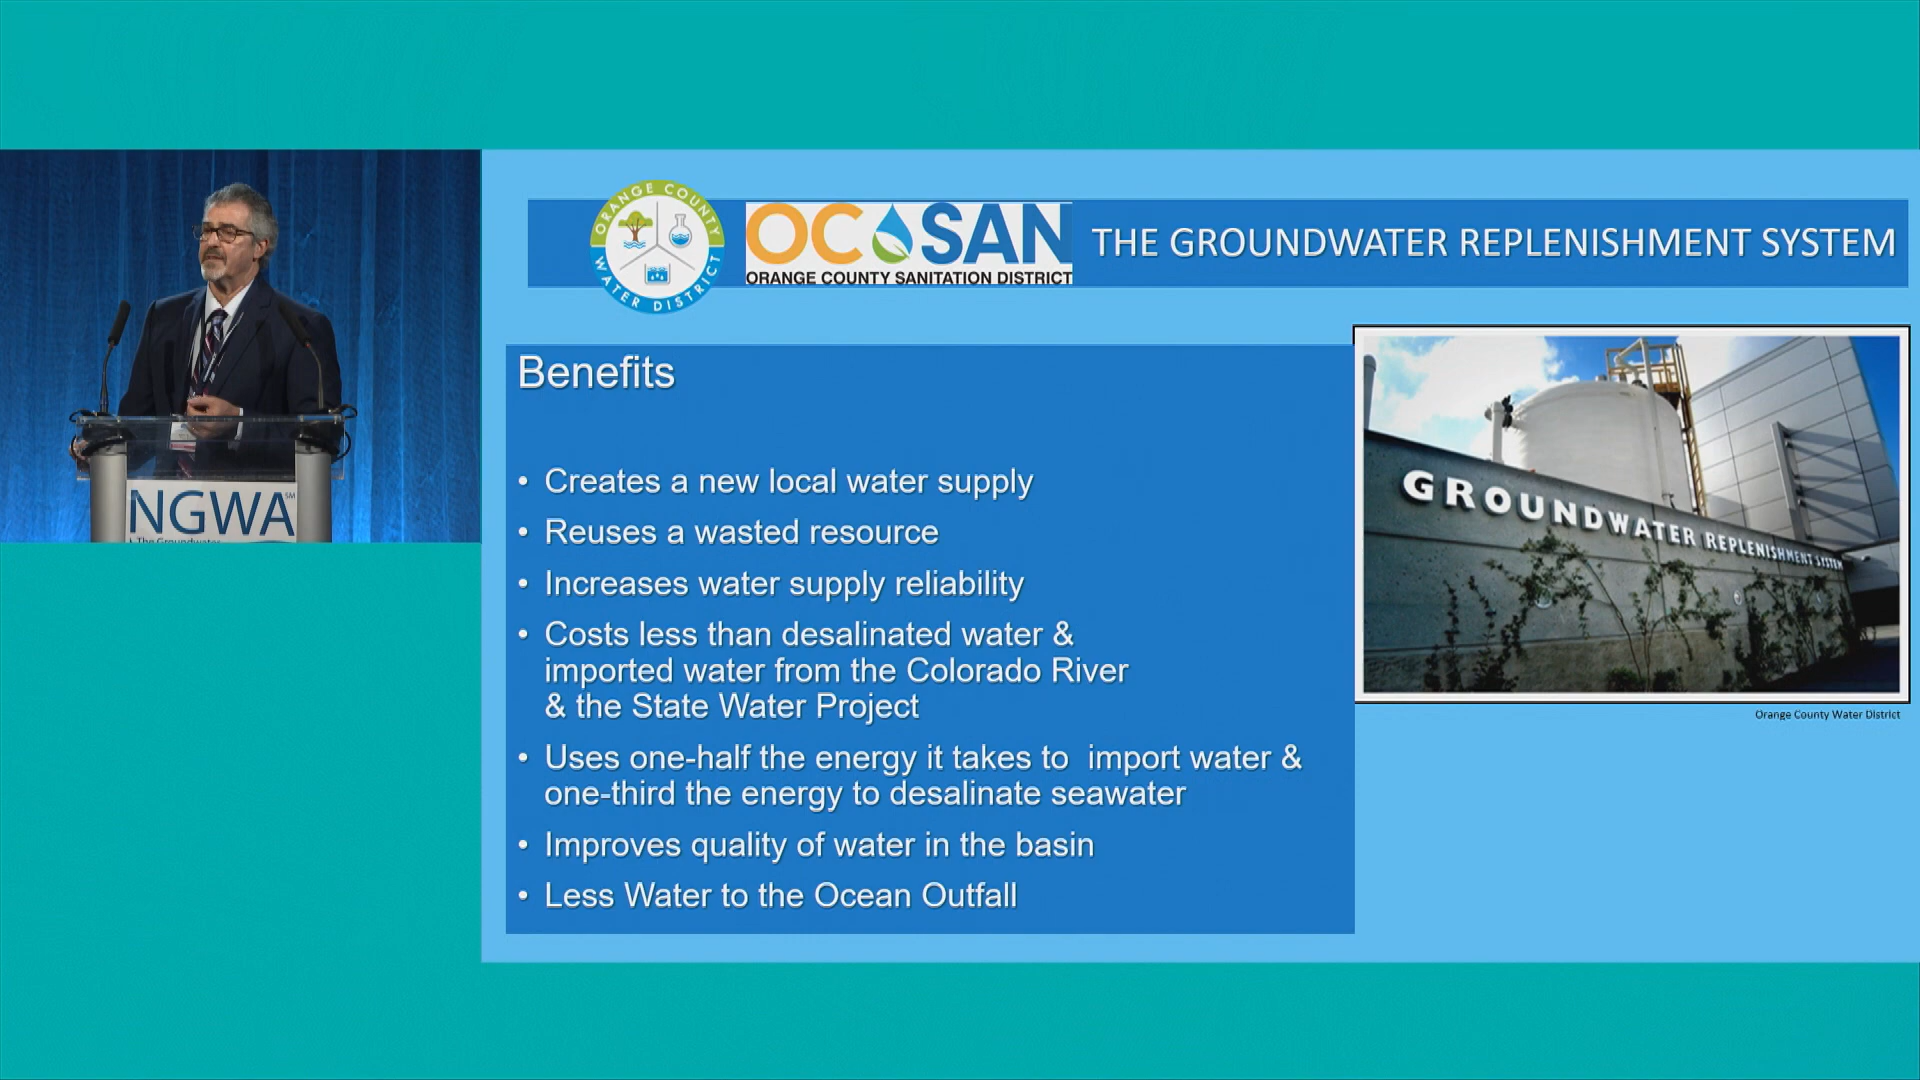 ORANGE COUNTY
WATER DISTRICT
OC SAN
ORANGE COUNTY SANITATION DISTRICT
THE GROUNDWATER REPLENISHMENT SYSTEM
Benefits
• Creates a new local water supply
• Reuses a wasted resource
• Increases water supply reliability
• Costs less than desalinated water &
imported water from the Colorado River
& the State Water Project
• Uses one-half the energy it takes to  import water &
one-third the energy to desalinate seawater
• Improves quality of water in the basin
• Less Water to the Ocean Outfall
GROUNDWATER REPLENISHMENT SYSTEM
Orange County Water District
NGWA SM
The Groundwater